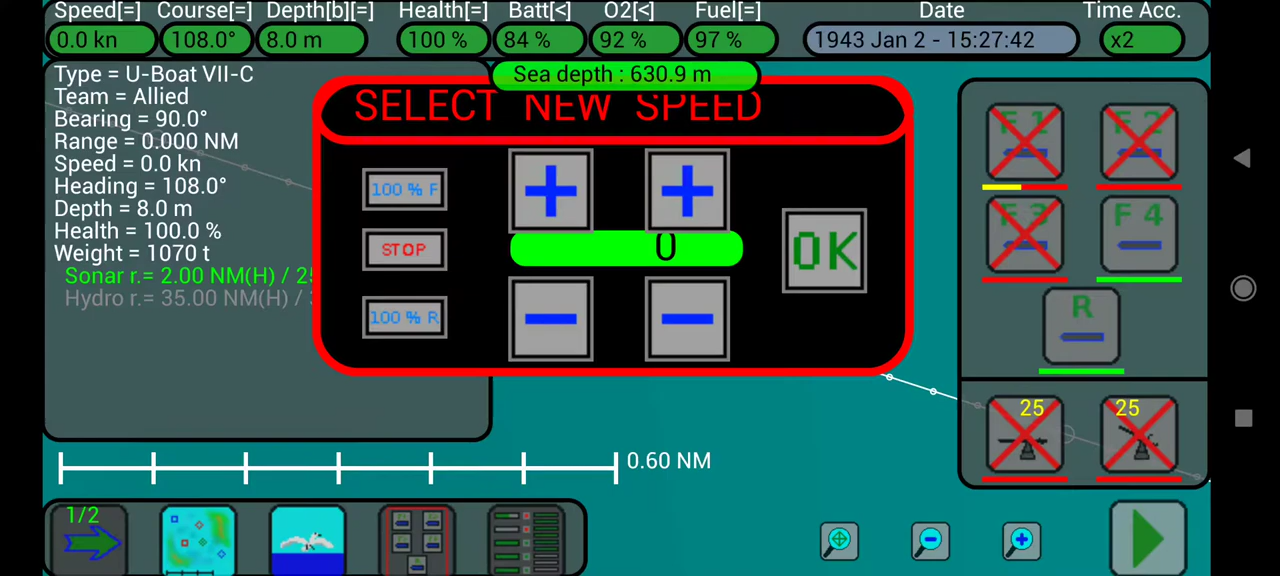 Speed[=] Course[=] Depth[b][=] Health[=] Batt[<] O2[<] Fuel[=] Date Time Acc.
0.0 kn 108.0° 8.0 m 100 % 84 % 92 % 97 % 1943 Jan 2 - 15:27:42 x2
Sea depth : 630.9 m
Type = U-Boat VII-C
Team = Allied
Bearing = 90.0°
Range = 0.000 NM
Speed = 0.0 kn
Heading = 108.0°
Depth = 8.0 m
Health = 100.0 %
Weight = 1070 t
Sonar r.= 2.00 NM(H) / 25
Hydro r.= 35.00 NM(H) /
SELECT NEW SPEED
100 % F
STOP
0
OK
100 % R
F 1 F 2
F 3 F 4
R
25 25
0.60 NM
1/2